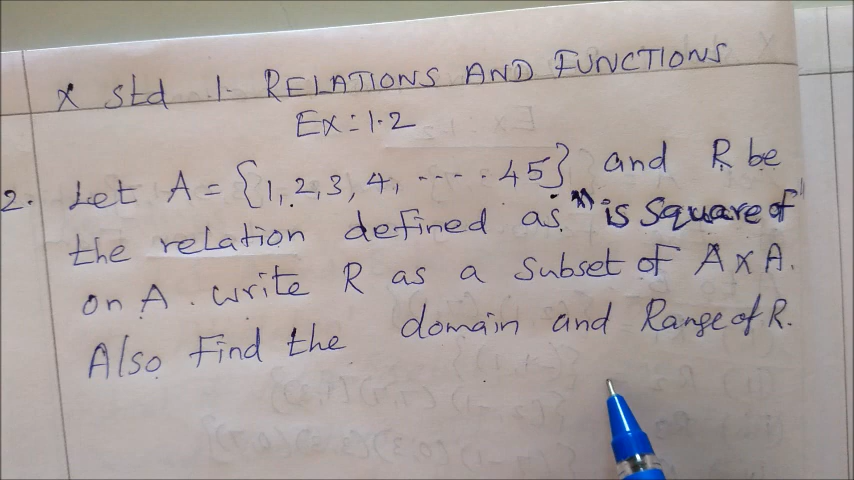 X Std 1. RELATIONS AND FUNCTIONS
Ex: 1.2
2. Let A = {1, 2, 3, 4, ..... 45} and R be
the relation defined as "is square of"
on A. write R as a subset of A x A.
Also Find the domain and Range of R.